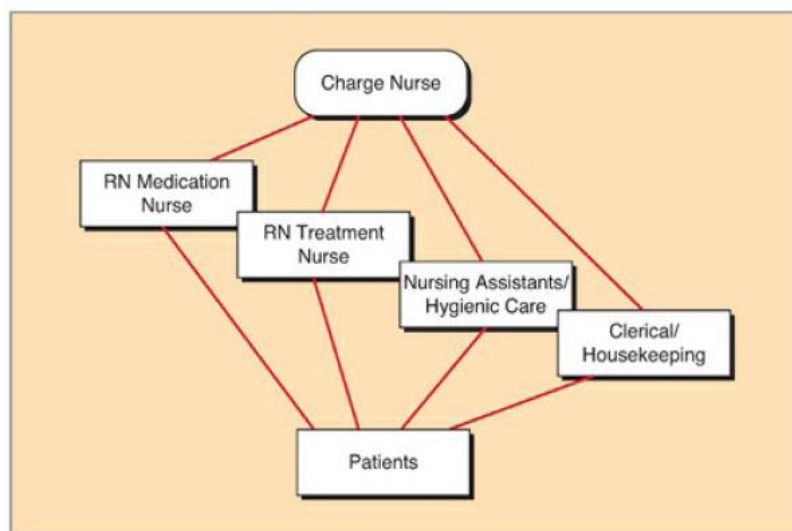 Charge Nurse
RN Medication
Nurse
RN Treatment
Nurse
Nursing Assistants/
Hygienic Care
Clerical/
Housekeeping
Patients